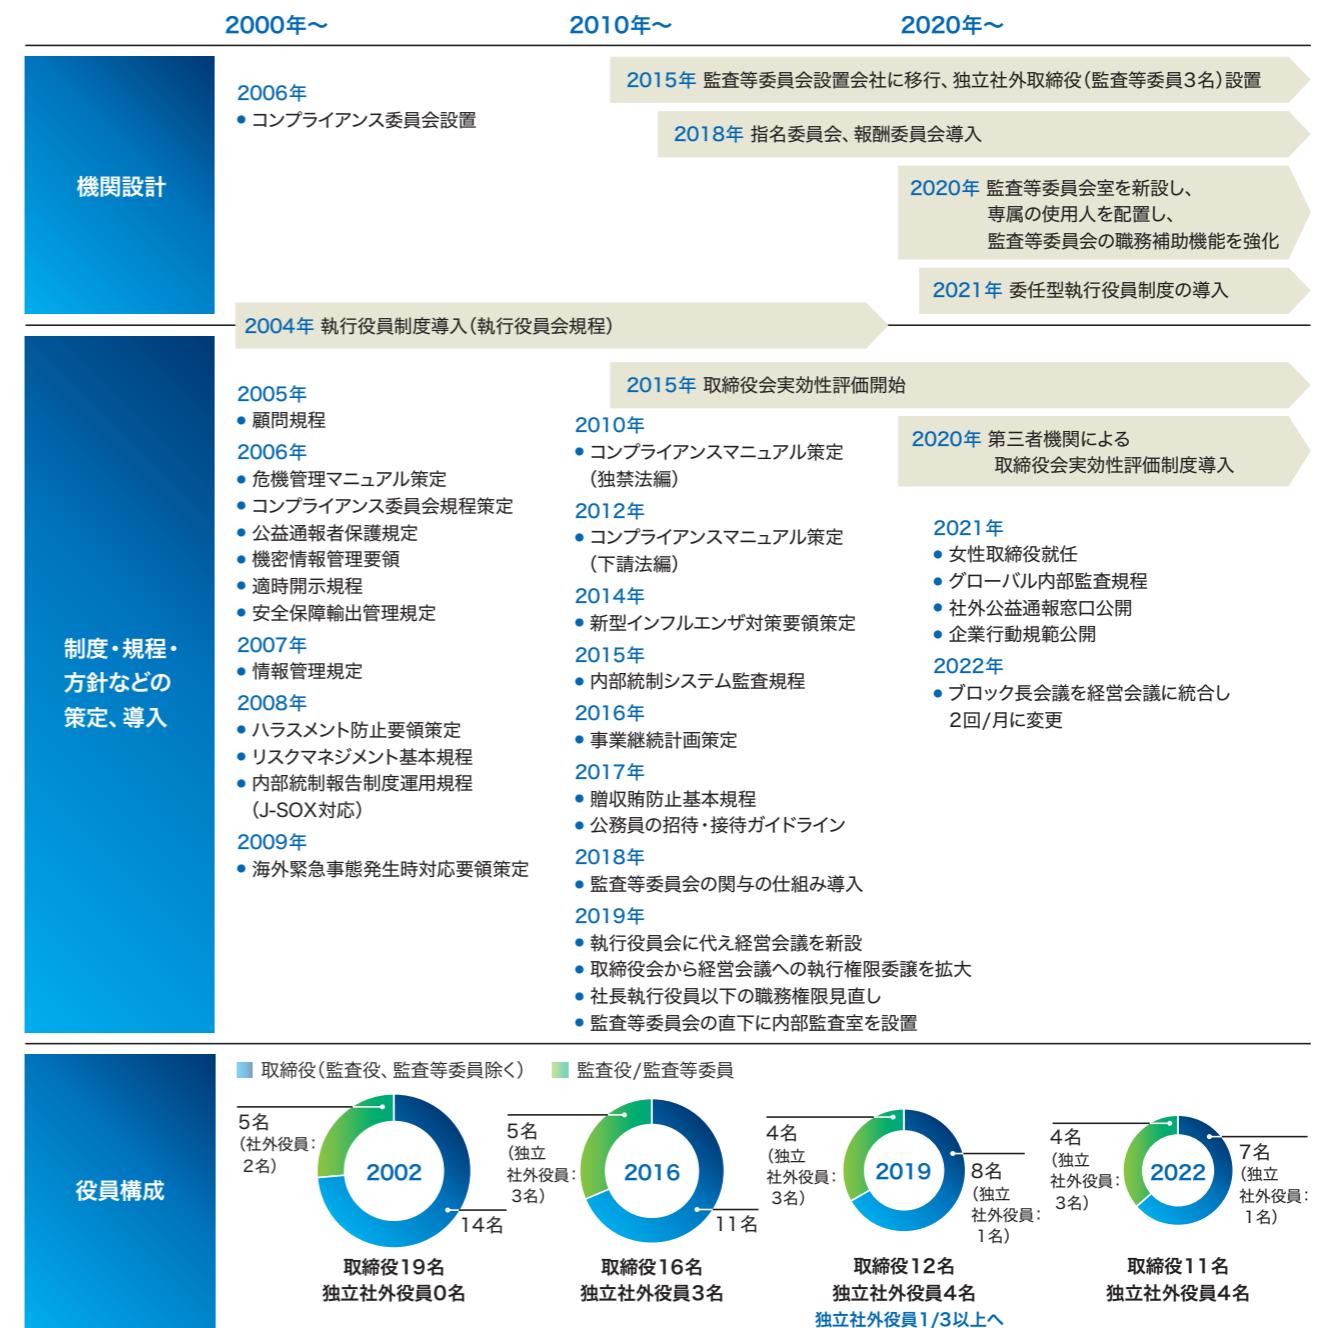 2000年～
2010年～
2020年～
機関設計
2006年
● コンプライアンス委員会設置
2015年 監査等委員会設置会社に移行、独立社外取締役（監査等委員3名）設置
2018年 指名委員会、報酬委員会導入
2020年 監査等委員会室を新設し、
専属の使用人を配置し、
監査等委員会の職務補助機能を強化
2021年 委任型執行役員制度の導入
2004年 執行役員制度導入（執行役員会規程）
制度・規程・
方針などの
策定、導入
2005年
● 顧問規程
2006年
● 危機管理マニュアル策定
● コンプライアンス委員会規程策定
● 公益通報者保護規定
● 機密情報管理要領
● 適時開示規程
● 安全保障輸出管理規定
2007年
● 情報管理規定
2008年
● ハラスメント防止要領策定
● リスクマネジメント基本規程
● 内部統制報告制度運用規程
（J-SOX対応）
2009年
● 海外緊急事態発生時対応要領策定
2015年 取締役会実効性評価開始
2010年
● コンプライアンスマニュアル策定
（独禁法編）
2012年
● コンプライアンスマニュアル策定
（下請法編）
2014年
● 新型インフルエンザ対策要領策定
2015年
● 内部統制システム監査規程
2016年
● 事業継続計画策定
2017年
● 贈収賄防止基本規程
● 公務員の招待・接待ガイドライン
2018年
● 監査等委員会の関与の仕組み導入
2019年
● 執行役員会に代え経営会議を新設
● 取締役会から経営会議への執行権限委譲を拡大
● 社長執行役員以下の職務権限見直し
● 監査等委員会の直下に内部監査室を設置
2020年 第三者機関による
取締役会実効性評価制度導入
2021年
● 女性取締役就任
● グローバル内部監査規程
● 社外公益通報窓口公開
● 企業行動規範公開
2022年
● ブロック長会議を経営会議に統合し
2回/月に変更
役員構成
取締役（監査役、監査等委員除く）
監査役/監査等委員
5名
（社外役員：
2名）
2002
14名
取締役19名
独立社外役員0名
5名
（独立
社外役員：
3名）
2016
11名
取締役16名
独立社外役員3名
4名
（独立
社外役員：
3名）
2019
8名
（独立
社外役員：
1名）
取締役12名
独立社外役員4名
独立社外役員1/3以上へ
4名
（独立
社外役員：
3名）
2022
7名
（独立
社外役員：
1名）
取締役11名
独立社外役員4名